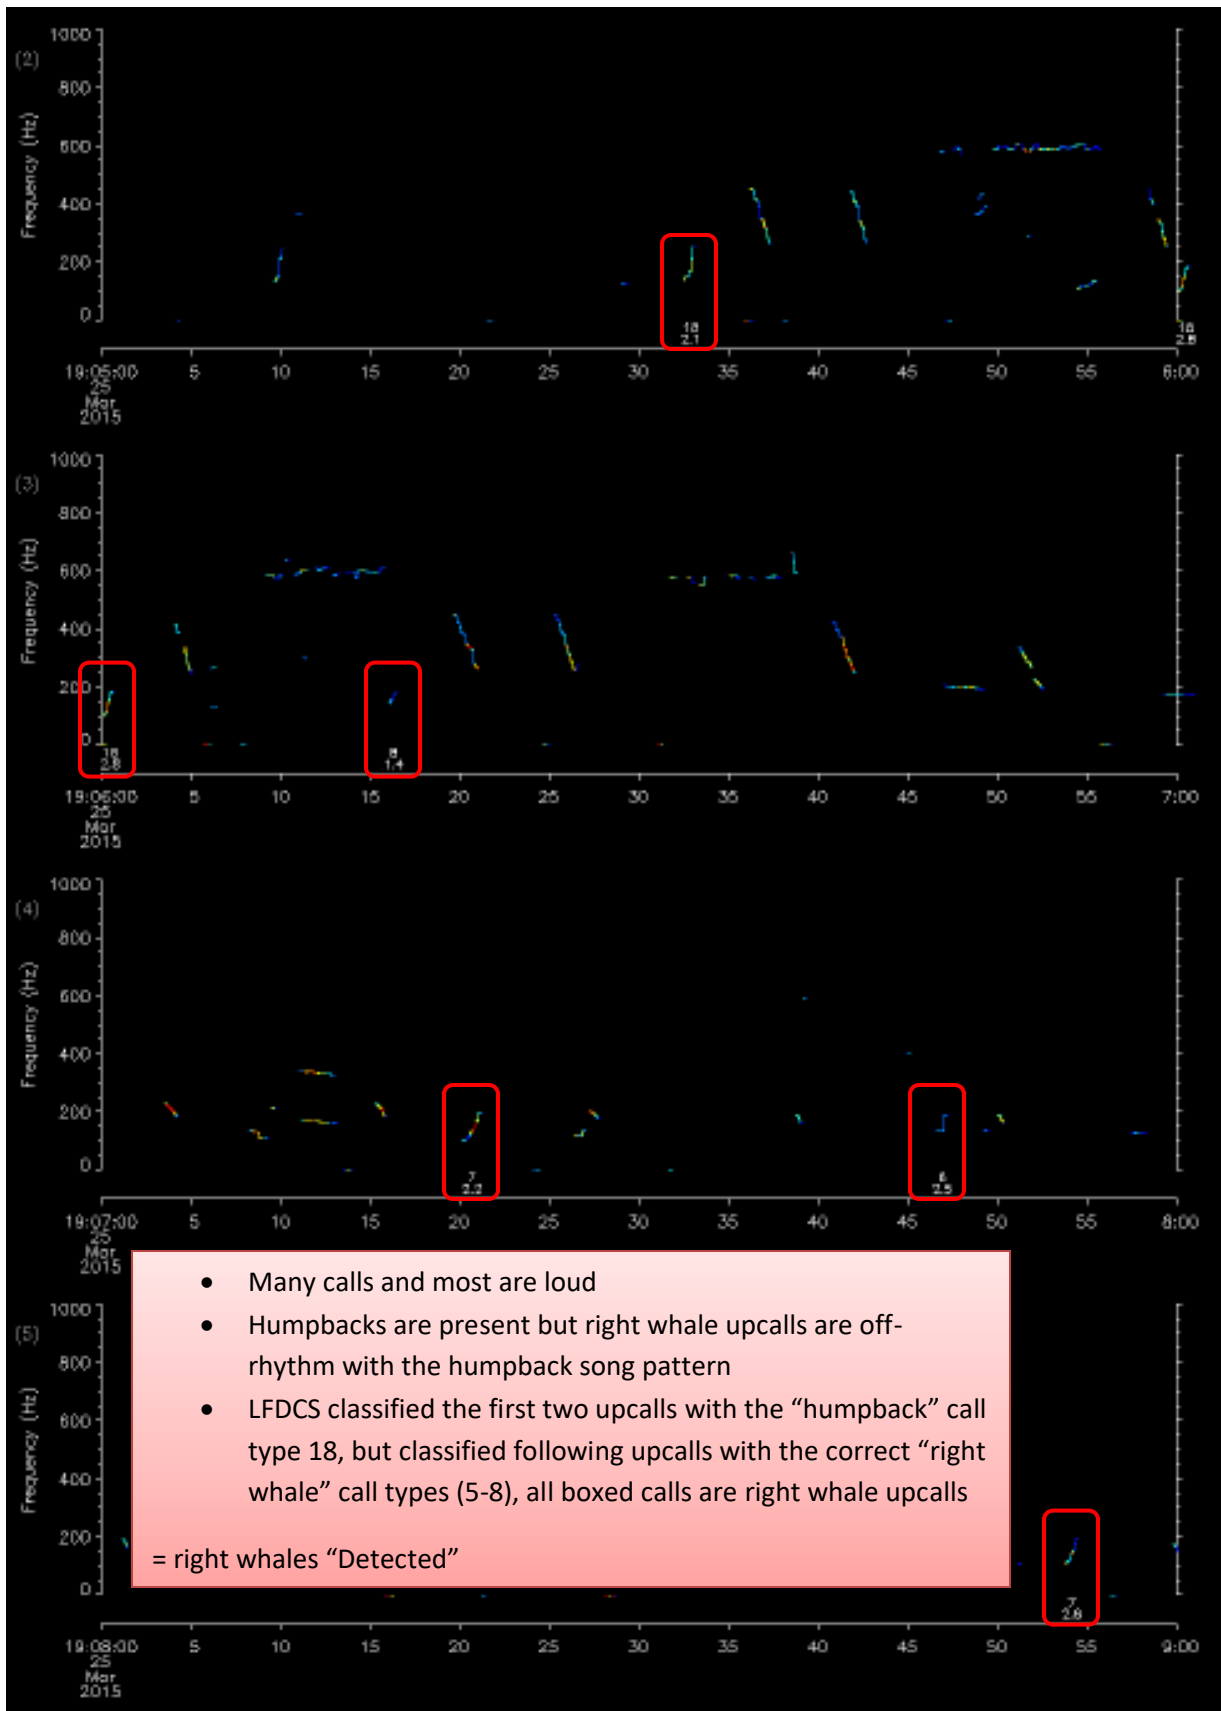 (2)
Frequency (Hz)
1000
800
600
400
200
0
18
2.1
18
2.8
19:05:00 5 10 15 20 25 30 35 40 45 50 55 6:00
25
Mar
2015
(3)
Frequency (Hz)
1000
800
600
400
200
0
18
2.8
8
1.4
19:06:00 5 10 15 20 25 30 35 40 45 50 55 7:00
25
Mar
2015
(4)
Frequency (Hz)
1000
800
600
400
200
0
7
2.2
6
2.5
19:07:00 5 10 15 20 25 30 35 40 45 50 55 8:00
25
Mar
2015
• Many calls and most are loud
• Humpbacks are present but right whale upcalls are off-
rhythm with the humpback song pattern
• LFDCS classified the first two upcalls with the “humpback” call
type 18, but classified following upcalls with the correct “right
whale” call types (5-8), all boxed calls are right whale upcalls
= right whales “Detected”
(5)
Frequency (Hz)
1000
800
600
400
200
0
7
2.6
19:08:00 5 10 15 20 25 30 35 40 45 50 55 9:00
25
Mar
2015